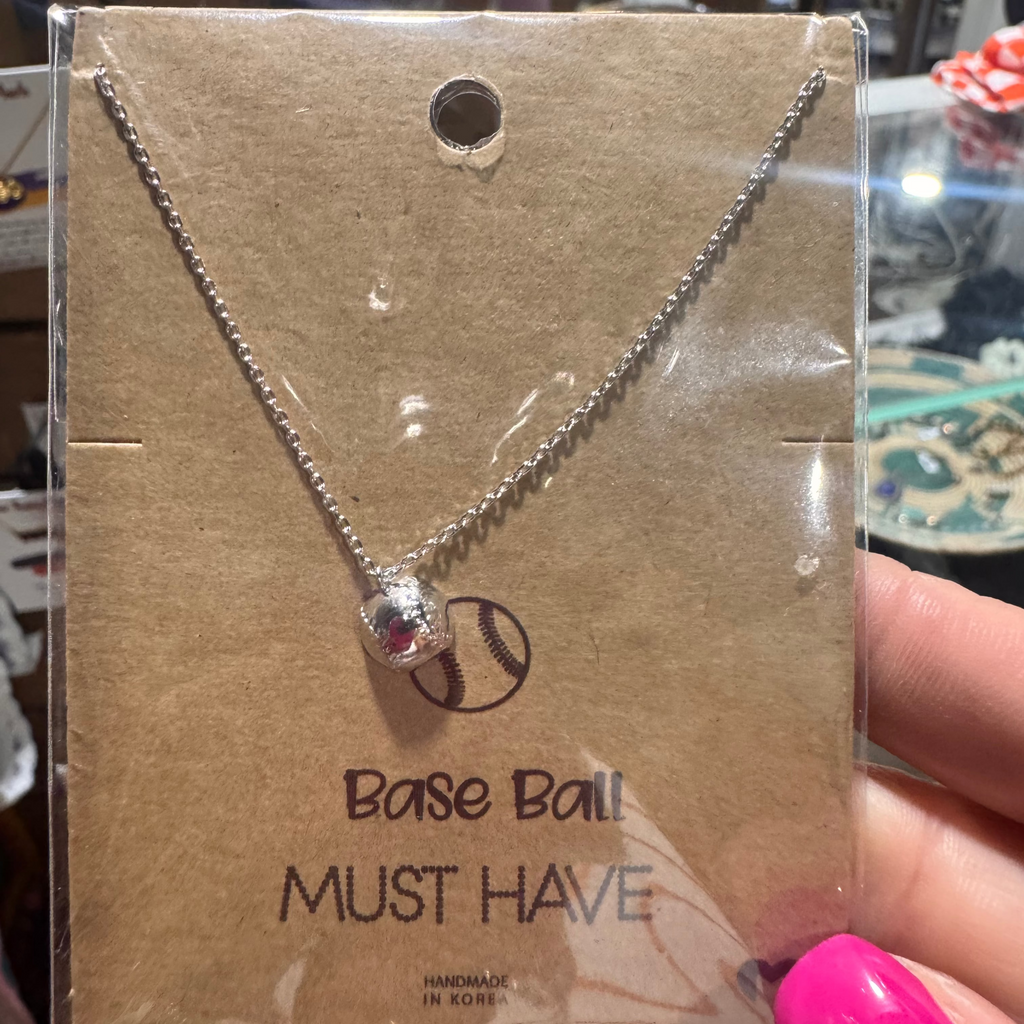 Base Ball
MUST HAVE
HANDMADE
IN KOREA